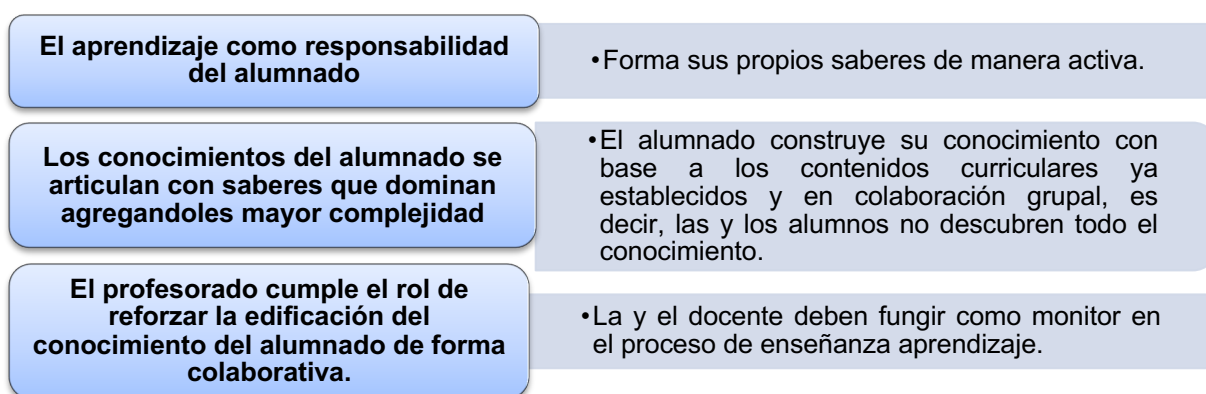 El aprendizaje como responsabilidad
del alumnado
•Forma sus propios saberes de manera activa.
Los conocimientos del alumnado se
articulan con saberes que dominan
agregandoles mayor complejidad
•El alumnado construye su conocimiento con
base a los contenidos curriculares ya
establecidos y en colaboración grupal, es
decir, las y los alumnos no descubren todo el
conocimiento.
El profesorado cumple el rol de
reforzar la edificación del
conocimiento del alumnado de forma
colaborativa.
•La y el docente deben fungir como monitor en
el proceso de enseñanza aprendizaje.